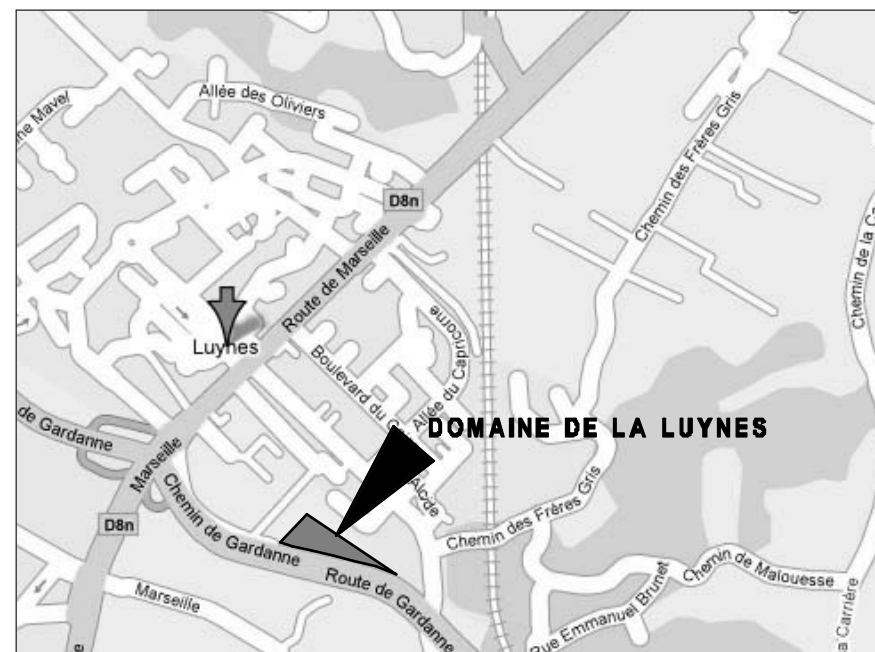 Allée des Oliviers
Chemin des Frères Gris
D8n
Route de Marseille
Chemin de la
Allée du Capricorne
Luynes
Boulevard du
DOMAINE DE LA LUYNES
de Gardanne
Marseille
D8n
Chemin de Gardanne
Route de Gardanne
Chemin des Frères Gris
Chemin de Malouesse
Rue Emmanuel Brunet
Marseille
la Carrière